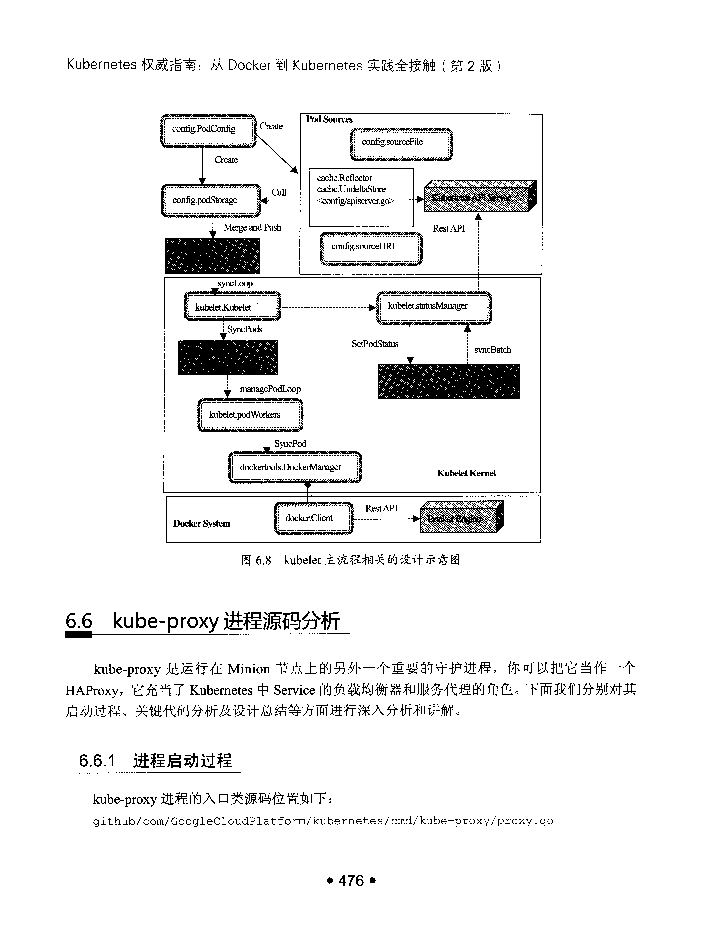 Kubernetes 权威指南：从 Docker 到 Kubernetes 实践全接触（第 2 版）
config.PodConfig
Create
Create
config.podStorage
Call
Merge and Push
Pod Sources
config.sourceFile
cache.Reflector
cache.UndeltaStore
<config/apiserver.go>
Kubernetes API Server
config.sourceURL
Rest API
syncLoop
kubelet.Kubelet
kubelet.statusManager
SyncPods
SetPodStatus
syncBatch
managePodLoop
kubelet.podWorkers
SyncPod
dockertools.DockerManager
Kubelet Kernel
Docker System
docker.Client
Rest API
Docker Engine
图 6.8 kubelet 主流程相关的设计示意图
6.6 kube-proxy 进程源码分析
kube-proxy 是运行在 Minion 节点上的另外一个重要的守护进程，你可以把它当作一个
HAProxy，它充当了 Kubernetes 中 Service 的负载均衡器和服务代理的角色。下面我们分别对其
启动过程、关键代码分析及设计总结等方面进行深入分析和讲解。
6.6.1 进程启动过程
kube-proxy 进程的入口类源码位置如下：
github/com/GoogleCloudPlatform/kubernetes/cmd/kube-proxy/proxy.go
• 476 •